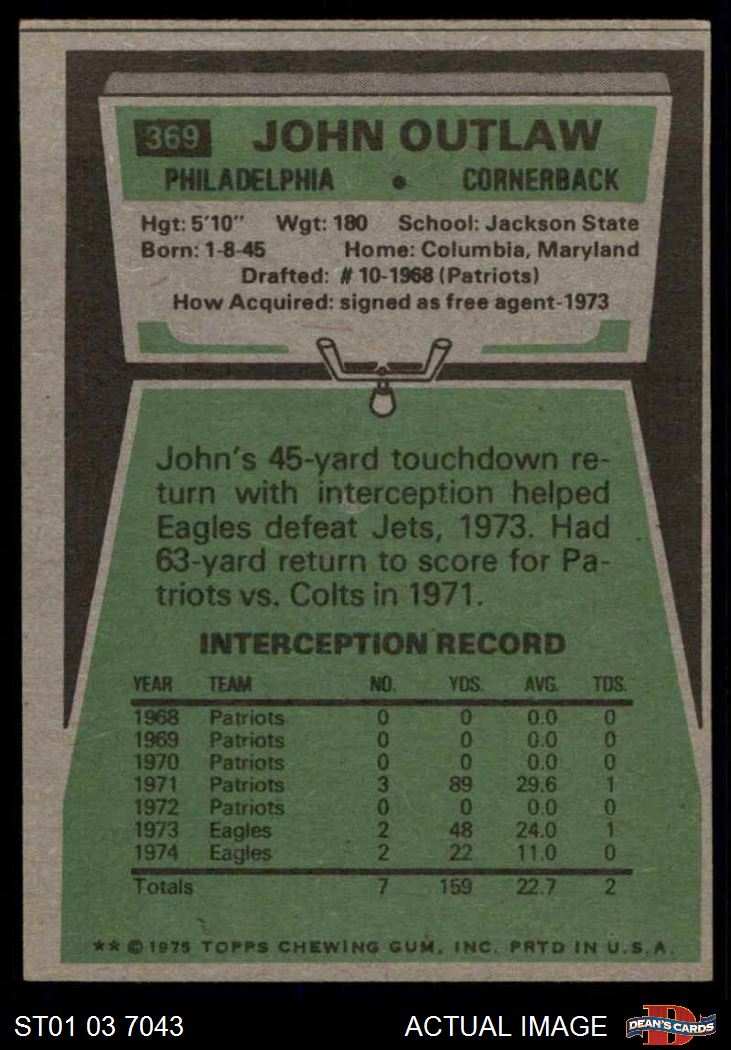 369 JOHN OUTLAW
PHILADELPHIA • CORNERBACK
Hgt: 5'10" Wgt: 180 School: Jackson State
Born: 1-8-45 Home: Columbia, Maryland
Drafted: # 10-1968 (Patriots)
How Acquired: signed as free agent-1973
John's 45-yard touchdown re-
turn with interception helped
Eagles defeat Jets, 1973. Had
63-yard return to score for Pa-
triots vs. Colts in 1971.
INTERCEPTION RECORD
YEAR TEAM NO. YDS. AVG. TDS.
1968 Patriots 0 0 0.0 0
1969 Patriots 0 0 0.0 0
1970 Patriots 0 0 0.0 0
1971 Patriots 3 89 29.6 1
1972 Patriots 0 0 0.0 0
1973 Eagles 2 48 24.0 1
1974 Eagles 2 22 11.0 0
Totals 7 159 22.7 2
** © 1975 TOPPS CHEWING GUM, INC. PRTD IN U.S.A.
ST01 03 7043 ACTUAL IMAGE D DEAN'S CARDS